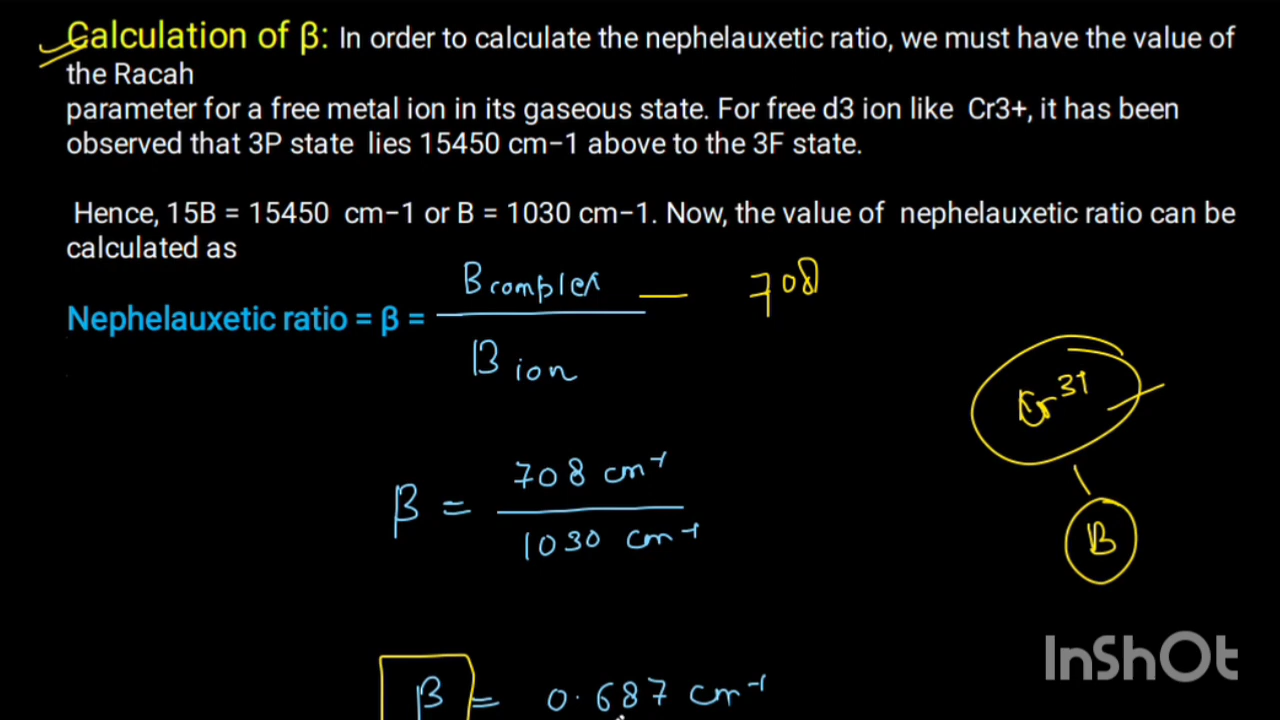 Calculation of β: In order to calculate the nephelauxetic ratio, we must have the value of
the Racah
parameter for a free metal ion in its gaseous state. For free d3 ion like Cr3+, it has been
observed that 3P state lies 15450 cm−1 above to the 3F state.
Hence, 15B = 15450 cm−1 or B = 1030 cm−1. Now, the value of nephelauxetic ratio can be
calculated as
B complex — 708
Nephelauxetic ratio = β =
B ion
Cr³⁺
708 cm⁻¹
β =
1030 cm⁻¹
B
InShOt
β = 0.687 cm⁻¹